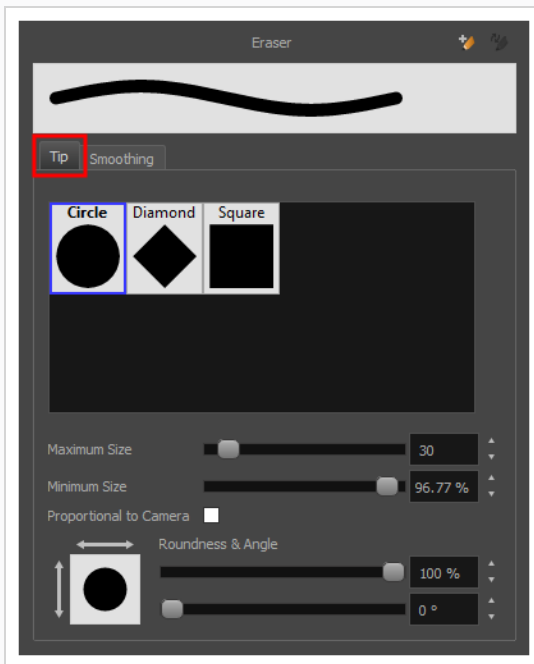 Eraser
Tip Smoothing
Circle Diamond Square
Maximum Size 30
Minimum Size 96.77 %
Proportional to Camera
Roundness & Angle
100 %
0 °